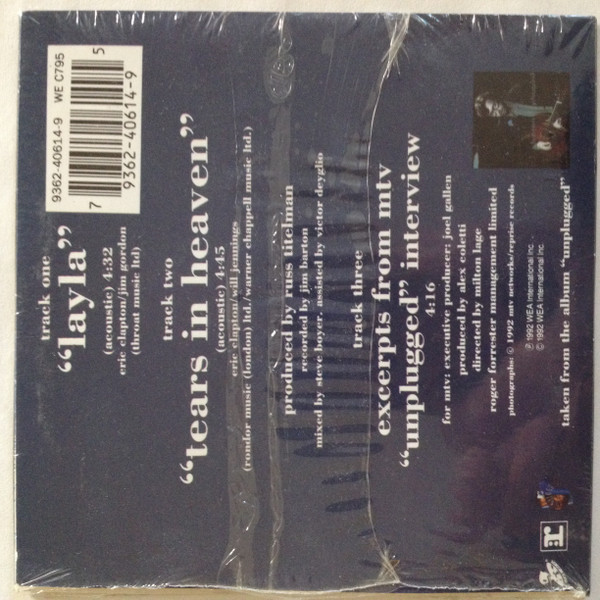 9362-40614-9 WE C795
5
7
9362-40614-9
track one
“layla”
(acoustic) 4:32
eric clapton/jim gordon
(throat music ltd)
track two
“tears in heaven”
(acoustic) 4:45
eric clapton/will jennings
(rondor music (london) ltd./warner chappell music ltd.)
produced by russ titelman
recorded by jim barton
mixed by steve boyer. assisted by victor deyglio
track three
excerpts from mtv
“unplugged” interview
4:16
for mtv: executive producer: joel gallen
produced by alex coletti
directed by milton lage
roger forrester management limited
photographs: © 1992 mtv networks/reprise records
℗ 1992 WEA International Inc.
© 1992 WEA International Inc.
taken from the album “unplugged”
r